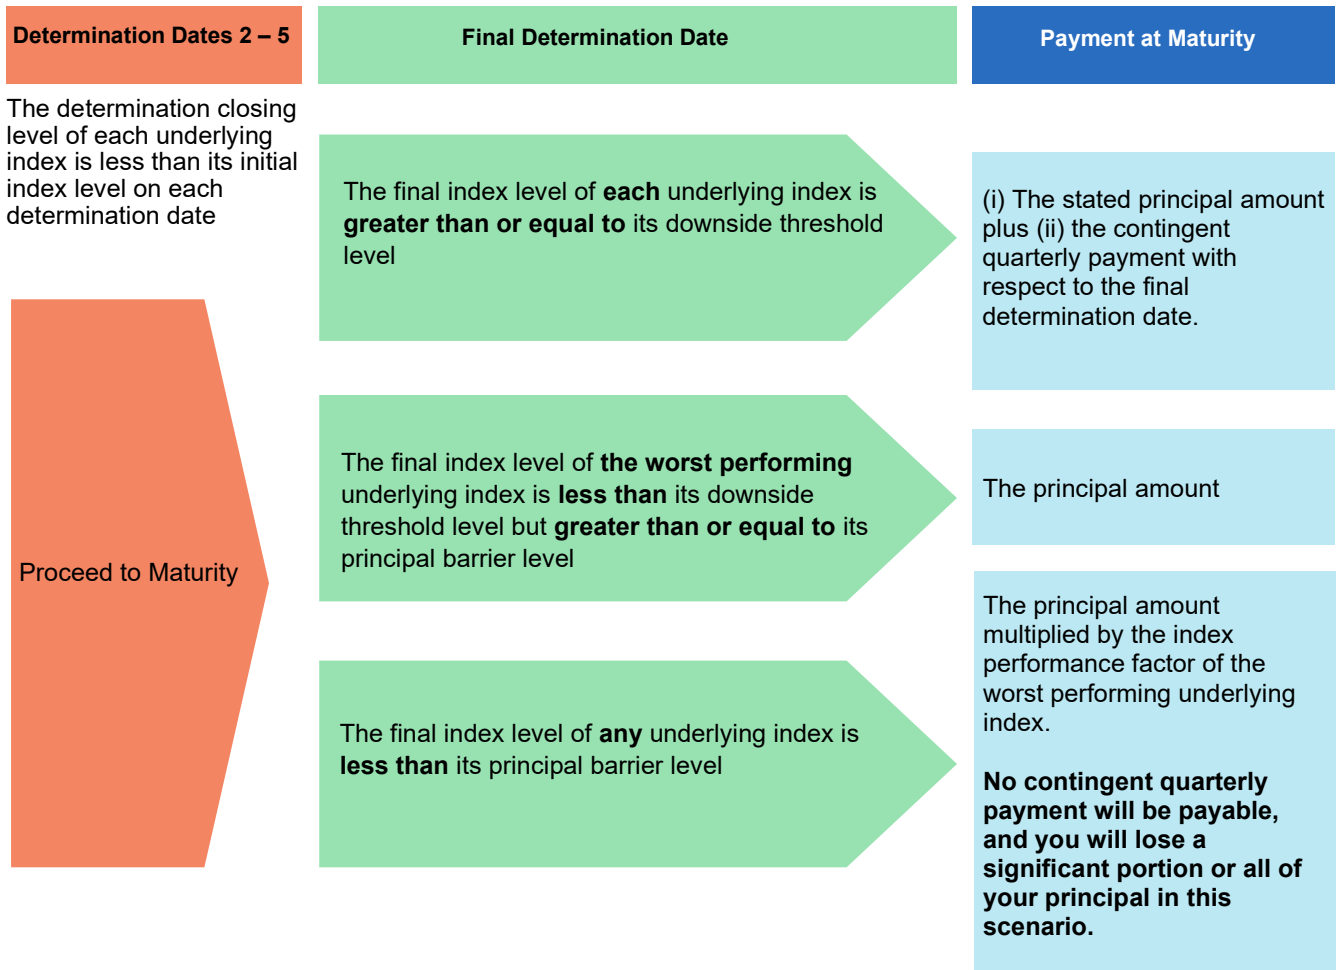 Determination Dates 2 – 5
Final Determination Date
Payment at Maturity
The determination closing
level of each underlying
index is less than its initial
index level on each
determination date
Proceed to Maturity
The final index level of each underlying index is
greater than or equal to its downside threshold
level
(i) The stated principal amount
plus (ii) the contingent
quarterly payment with
respect to the final
determination date.
The final index level of the worst performing
underlying index is less than its downside
threshold level but greater than or equal to its
principal barrier level
The principal amount
The final index level of any underlying index is
less than its principal barrier level
The principal amount
multiplied by the index
performance factor of the
worst performing underlying
index.
No contingent quarterly
payment will be payable,
and you will lose a
significant portion or all of
your principal in this
scenario.